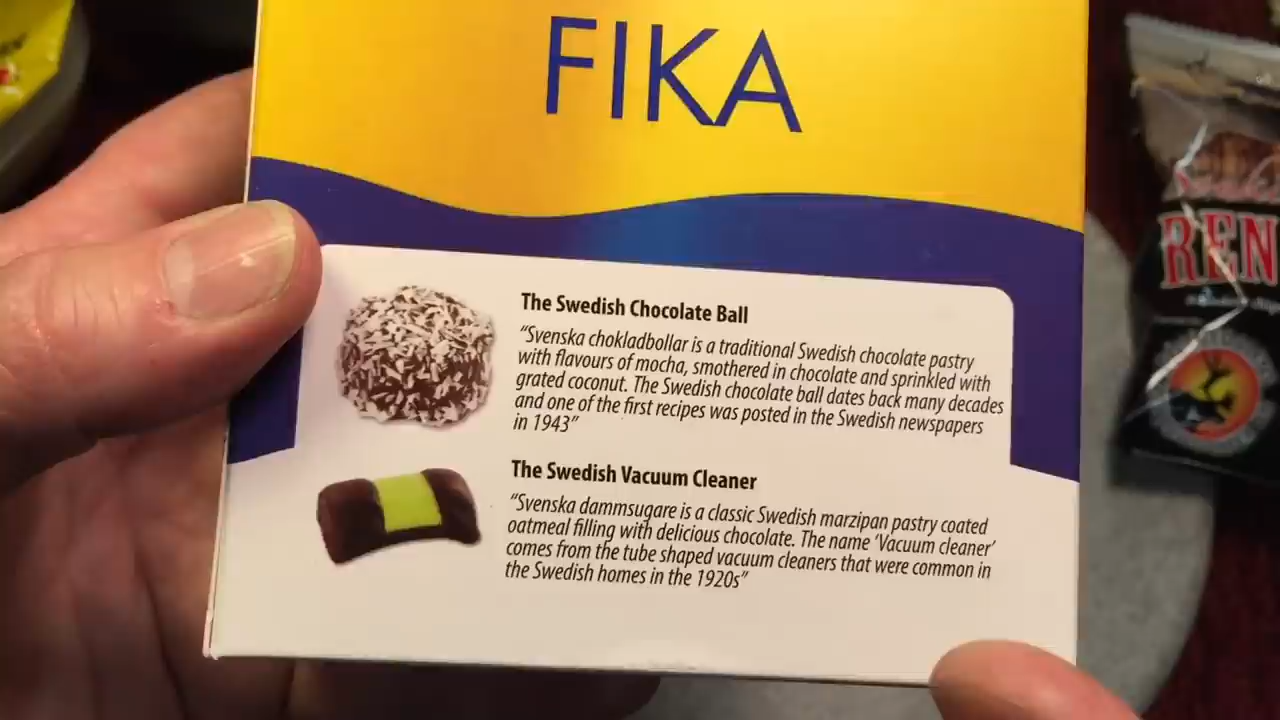 FIKA
The Swedish Chocolate Ball
"Svenska chokladbollar is a traditional Swedish chocolate pastry
with flavours of mocha, smothered in chocolate and sprinkled with
grated coconut. The Swedish chocolate ball dates back many decades
and one of the first recipes was posted in the Swedish newspapers
in 1943"
The Swedish Vacuum Cleaner
"Svenska dammsugare is a classic Swedish marzipan pastry coated
oatmeal filling with delicious chocolate. The name 'Vacuum cleaner'
comes from the tube shaped vacuum cleaners that were common in
the Swedish homes in the 1920s"
REN